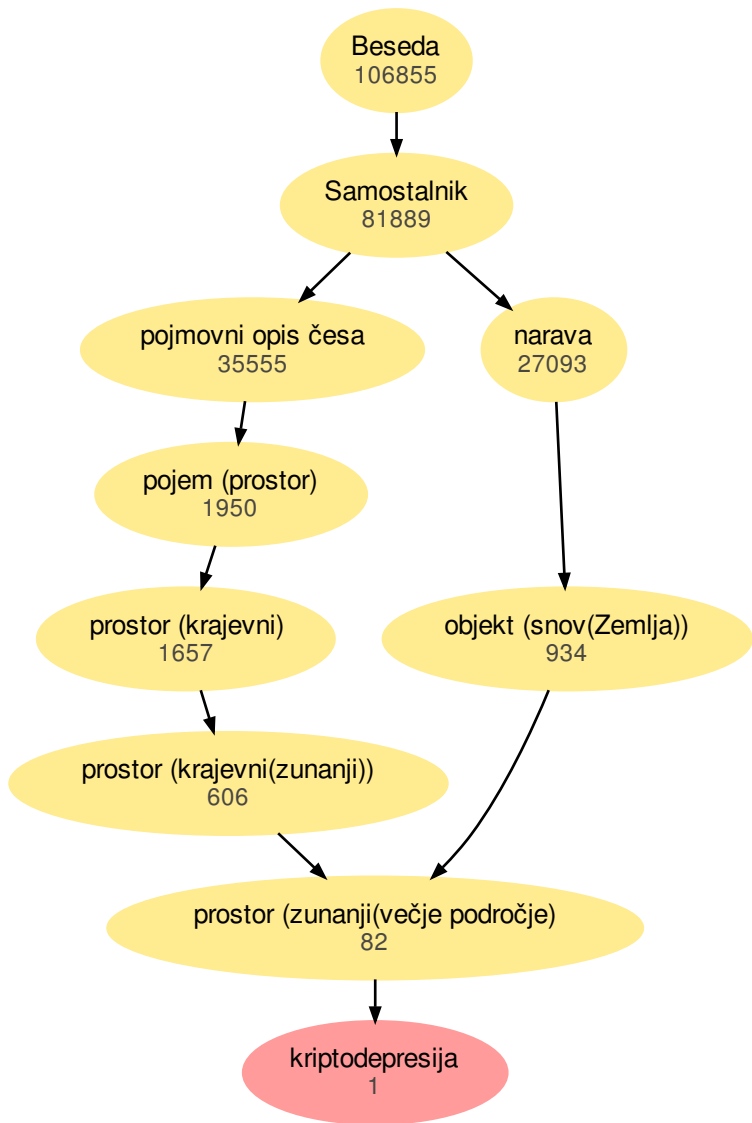 Beseda
106855
Samostalnik
81889
pojmovni opis česa
35555
narava
27093
pojem (prostor)
1950
prostor (krajevni)
1657
objekt (snov(Zemlja))
934
prostor (krajevni(zunanji))
606
prostor (zunanji(večje področje)
82
kriptodepresija
1